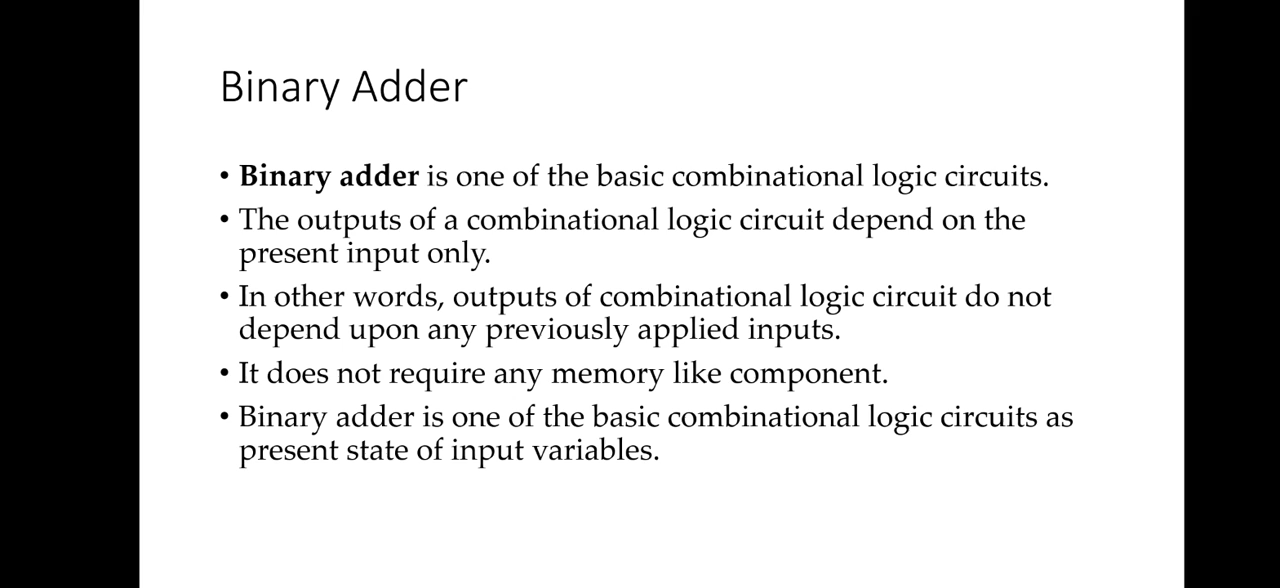 Binary Adder
• Binary adder is one of the basic combinational logic circuits.
• The outputs of a combinational logic circuit depend on the
present input only.
• In other words, outputs of combinational logic circuit do not
depend upon any previously applied inputs.
• It does not require any memory like component.
• Binary adder is one of the basic combinational logic circuits as
present state of input variables.